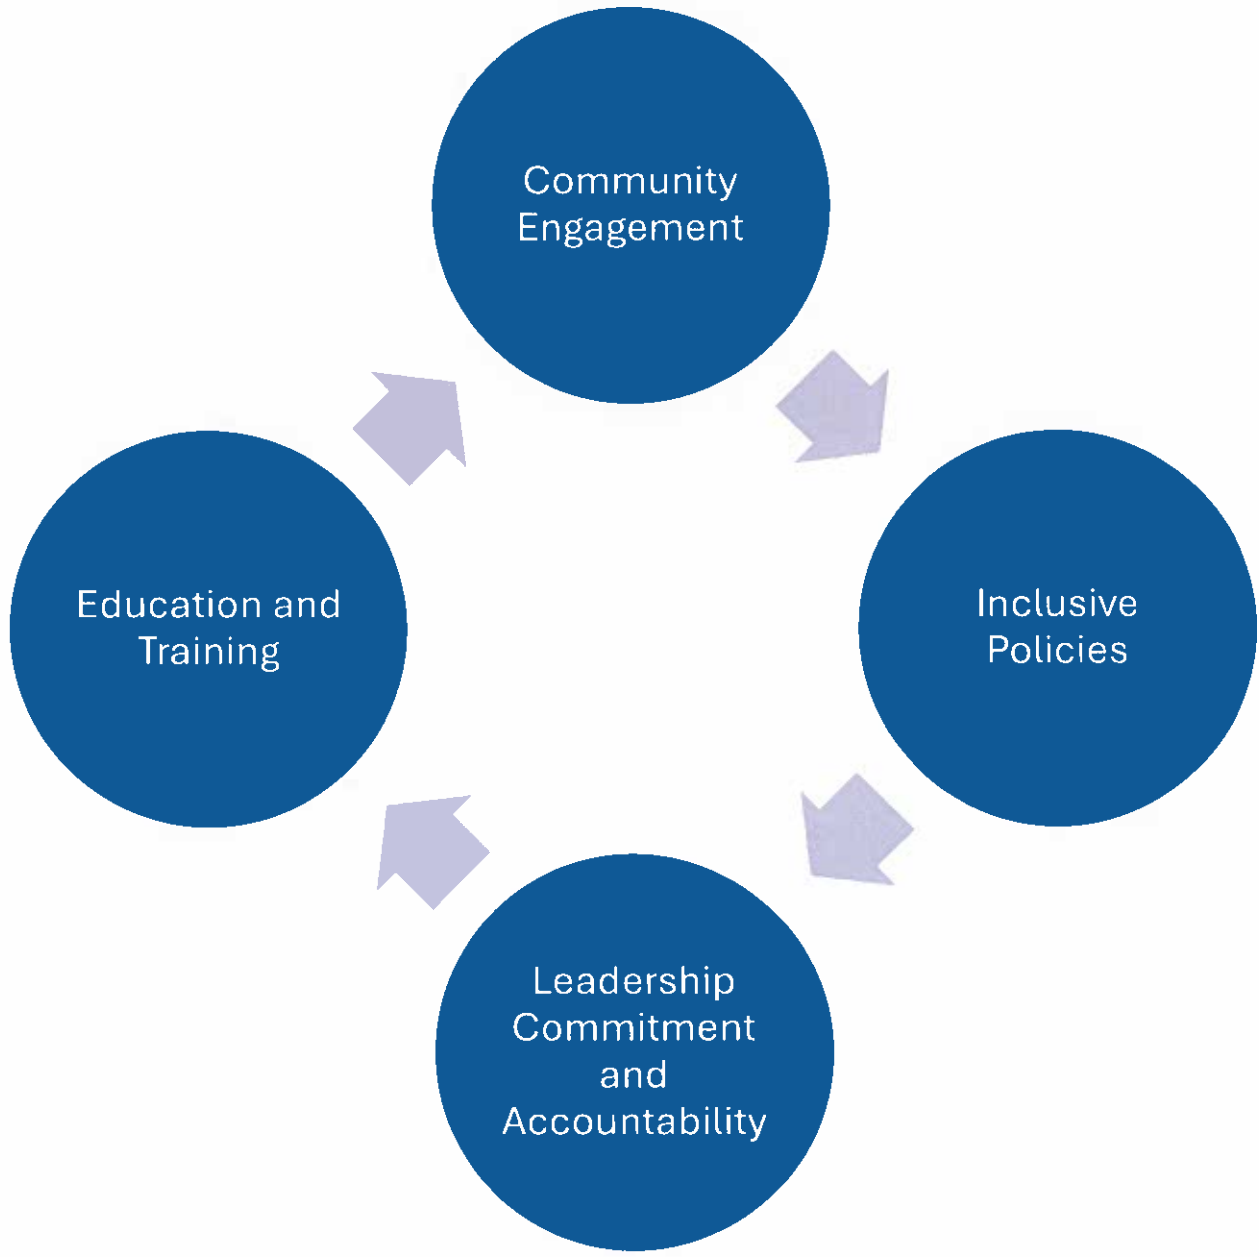 Community
Engagement
Inclusive
Policies
Leadership
Commitment
and
Accountability
Education and
Training